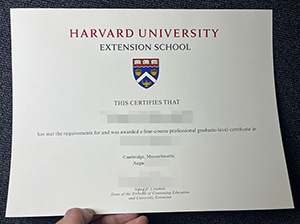 HARVARD UNIVERSITY
EXTENSION SCHOOL
THIS CERTIFIES THAT
has met the requirements for and was awarded a four-course professional graduate-level certificate in
Cambridge, Massachusetts
Dean of the Division of Continuing Education
and University Extension